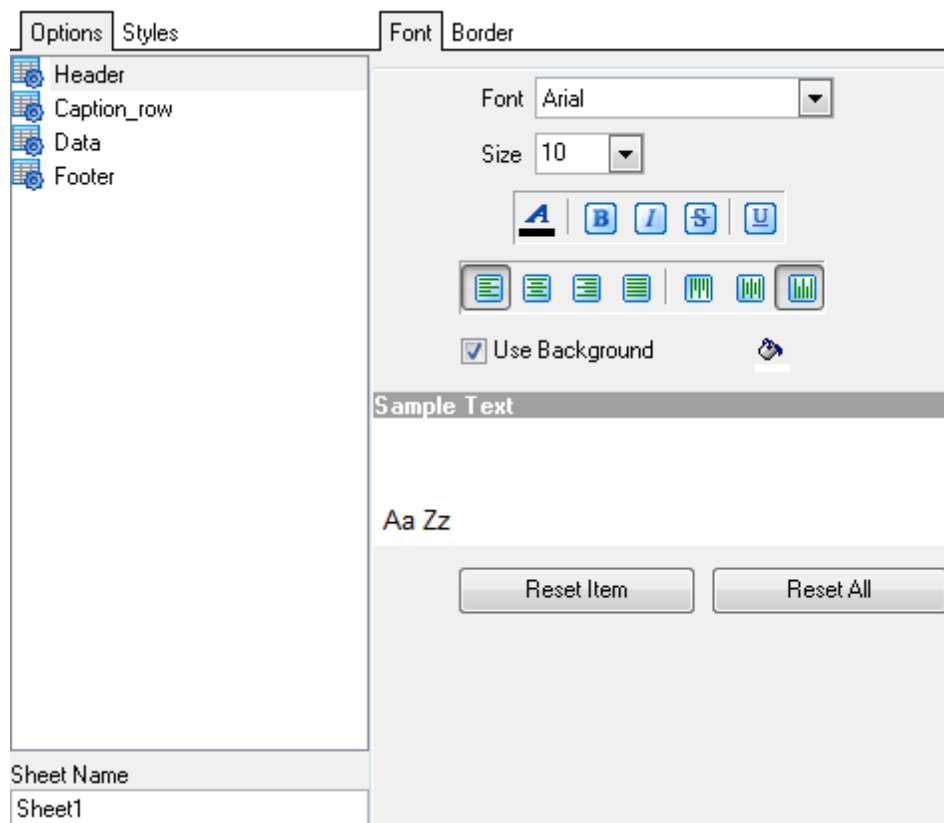 Options Styles
Header
Caption_row
Data
Footer
Sheet Name
Sheet1
Font Border
Font Arial
Size 10
A B I S U
Use Background
Sample Text
Aa Zz
Reset Item Reset All